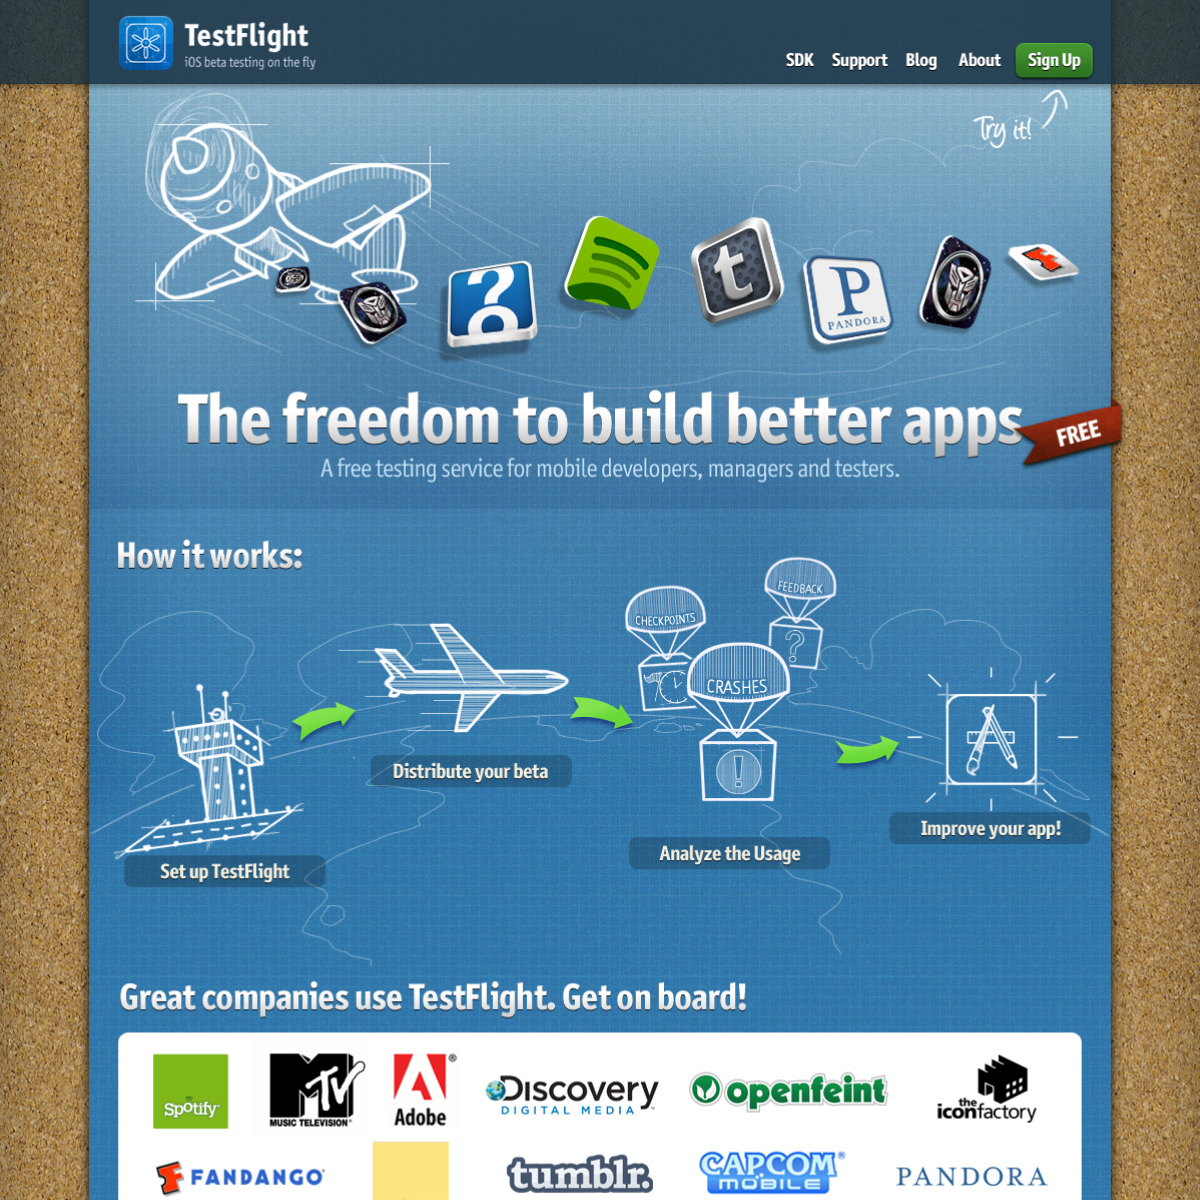 TestFlight
iOS beta testing on the fly
SDK Support Blog About Sign Up
Try it!
?
t
P
PANDORA
F
The freedom to build better apps
FREE
A free testing service for mobile developers, managers and testers.
How it works:
FEEDBACK
?
CHECKPOINTS
CRASHES
!
Distribute your beta
Improve your app!
Analyze the Usage
Set up TestFlight
Great companies use TestFlight. Get on board!
Spotify
MTV
MUSIC TELEVISION®
Adobe®
Discovery
DIGITAL MEDIA™
openfeint
the
iconfactory
FANDANGO
tumblr.
CAPCOM®
MOBILE
PANDORA